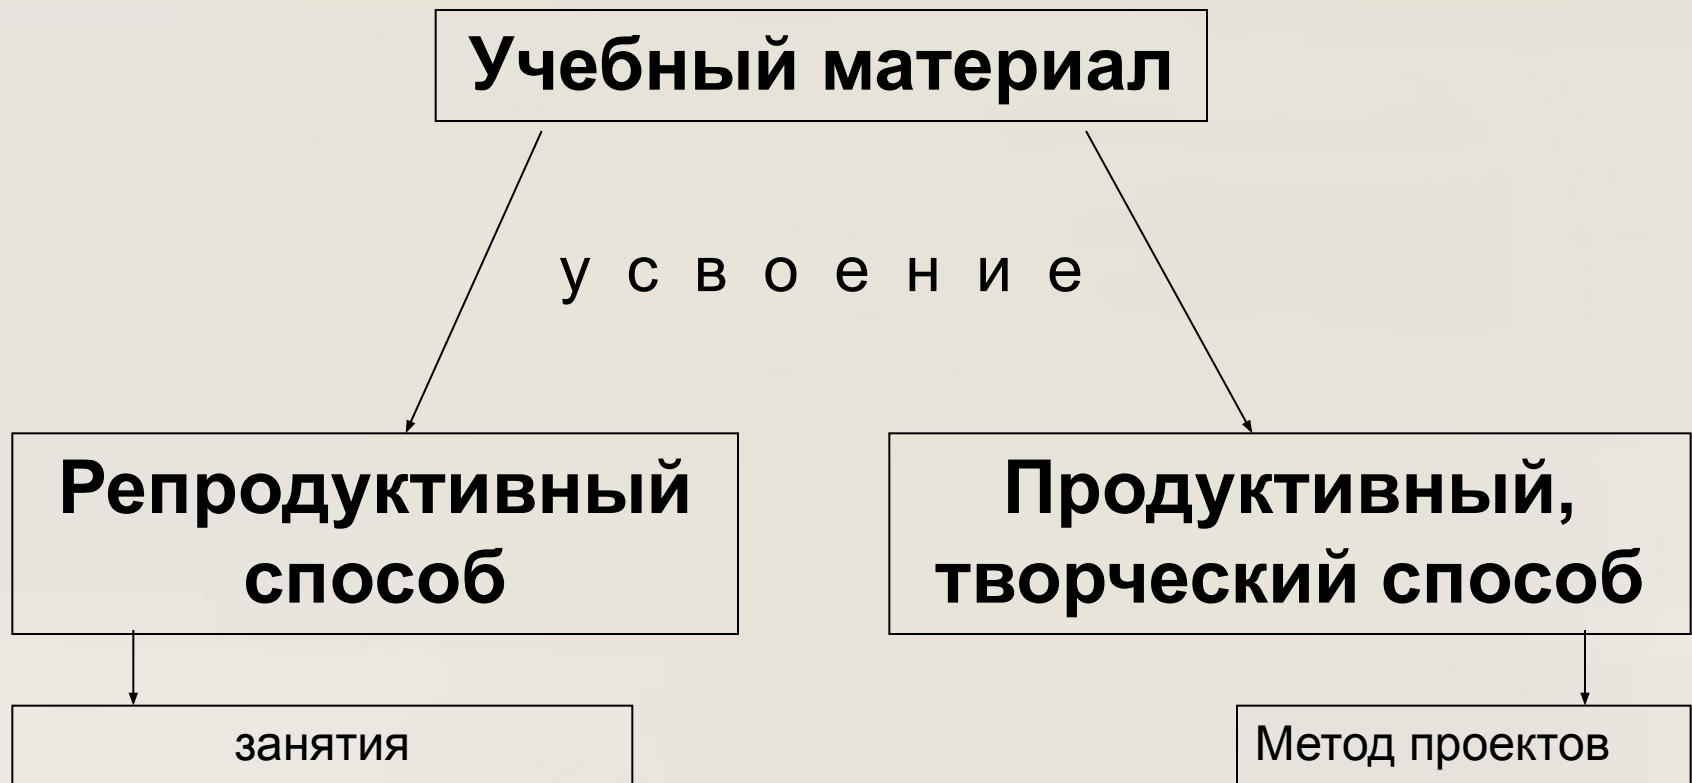 Учебный материал
у с в о е н и е
Репродуктивный
способ
Продуктивный,
творческий способ
занятия
Метод проектов